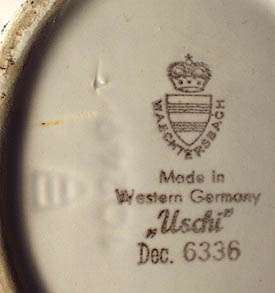 WAECHTERSBACH
Made in
Western Germany
„Uschi"
Dec. 6336